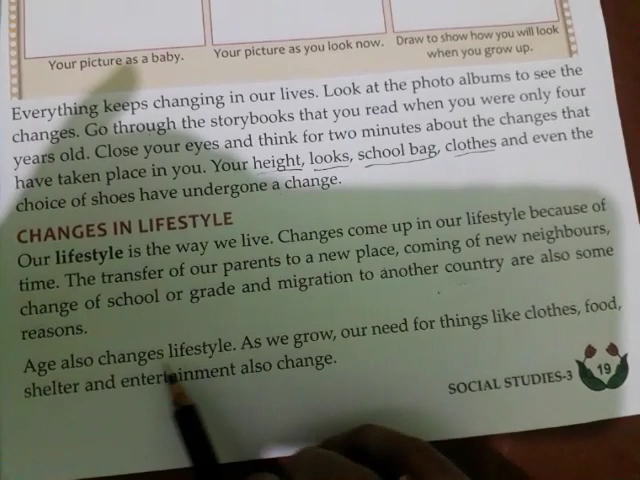 Your picture as a baby.
Your picture as you look now.
Draw to show how you will look
when you grow up.
Everything keeps changing in our lives. Look at the photo albums to see the
changes. Go through the storybooks that you read when you were only four
years old. Close your eyes and think for two minutes about the changes that
have taken place in you. Your height, looks, school bag, clothes and even the
choice of shoes have undergone a change.
CHANGES IN LIFESTYLE
Our lifestyle is the way we live. Changes come up in our lifestyle because of
time. The transfer of our parents to a new place, coming of new neighbours,
change of school or grade and migration to another country are also some
reasons.
Age also changes lifestyle. As we grow, our need for things like clothes, food,
shelter and entertainment also change.
SOCIAL STUDIES-3
19